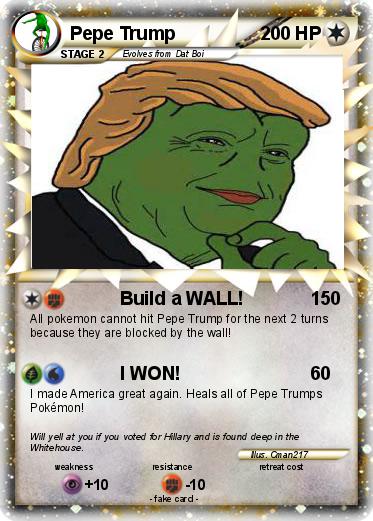 Pepe Trump 200 HP
STAGE 2 Evolves from Dat Boi
Build a WALL! 150
All pokemon cannot hit Pepe Trump for the next 2 turns
because they are blocked by the wall!
I WON! 60
I made America great again. Heals all of Pepe Trumps
Pokémon!
Will yell at you if you voted for Hillary and is found deep in the
Whitehouse.
Illus. Cman217
weakness resistance retreat cost
+10 -10
- fake card -